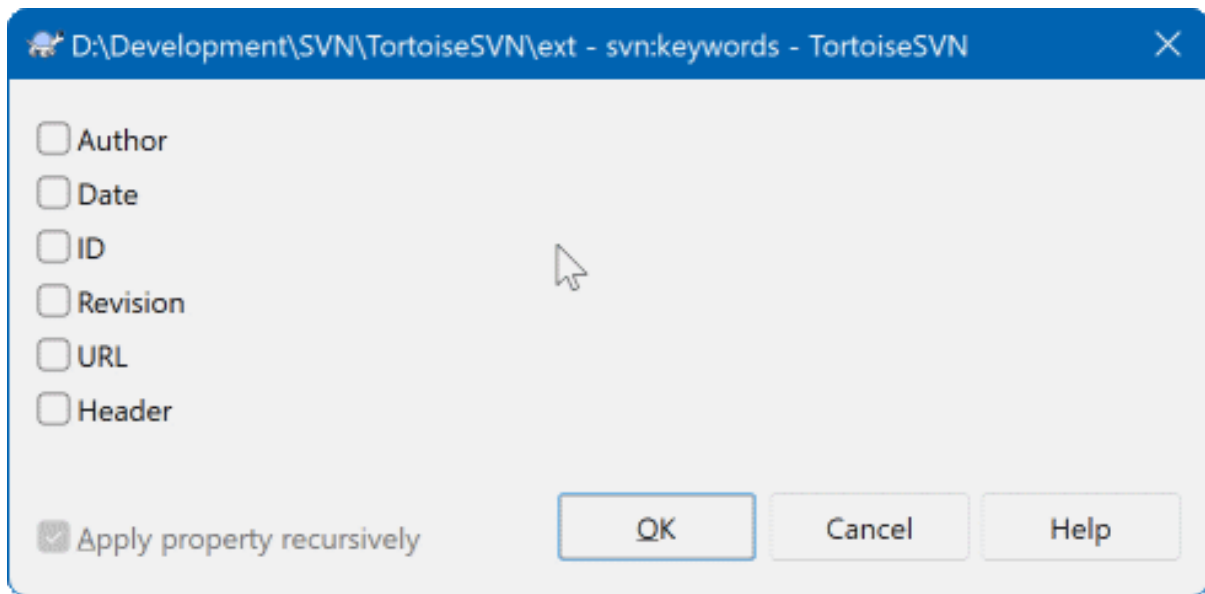 D:\Development\SVN\TortoiseSVN\ext - svn:keywords - TortoiseSVN
Author
Date
ID
Revision
URL
Header
Apply property recursively
OK Cancel Help